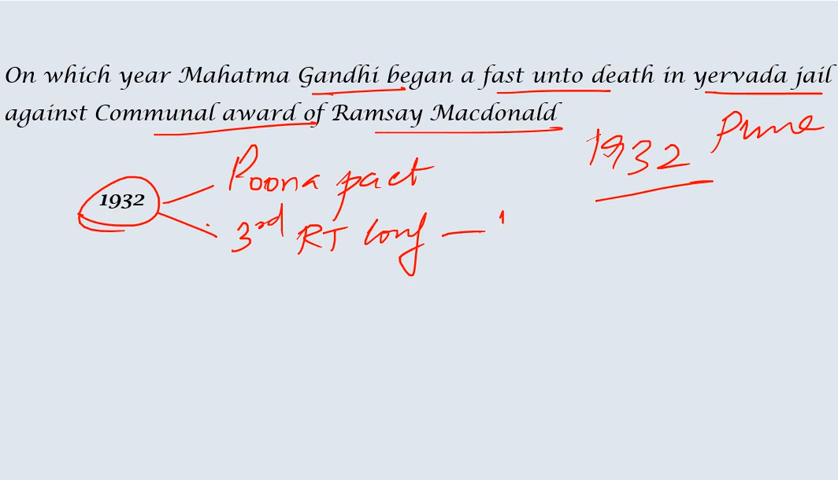 On which year Mahatma Gandhi began a fast unto death in yervada jail
against Communal award of Ramsay Macdonald
1932 Pune
Poona pact
1932
3rd RT Conf —